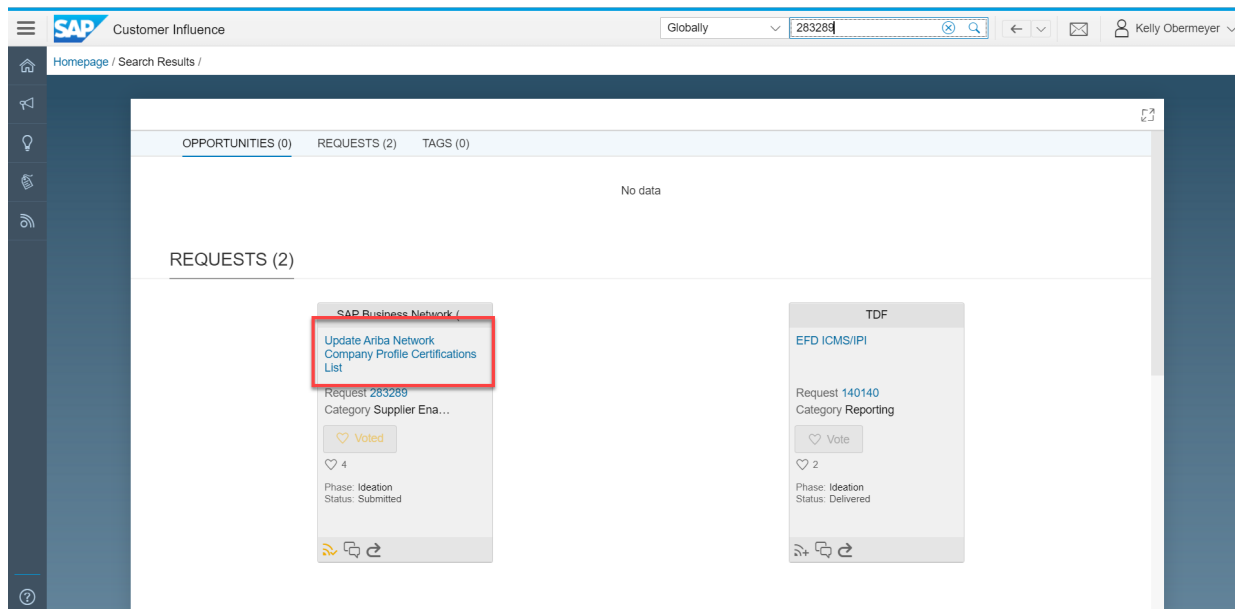 SAP Customer Influence Globally 283289 Kelly Obermeyer
Homepage / Search Results /
OPPORTUNITIES (0) REQUESTS (2) TAGS (0)
No data
REQUESTS (2)
SAP Business Network (
Update Ariba Network
Company Profile Certifications
List
Request 283289
Category Supplier Ena...
Voted
4
Phase: Ideation
Status: Submitted
TDF
EFD ICMS/IPI
Request 140140
Category Reporting
Vote
2
Phase: Ideation
Status: Delivered